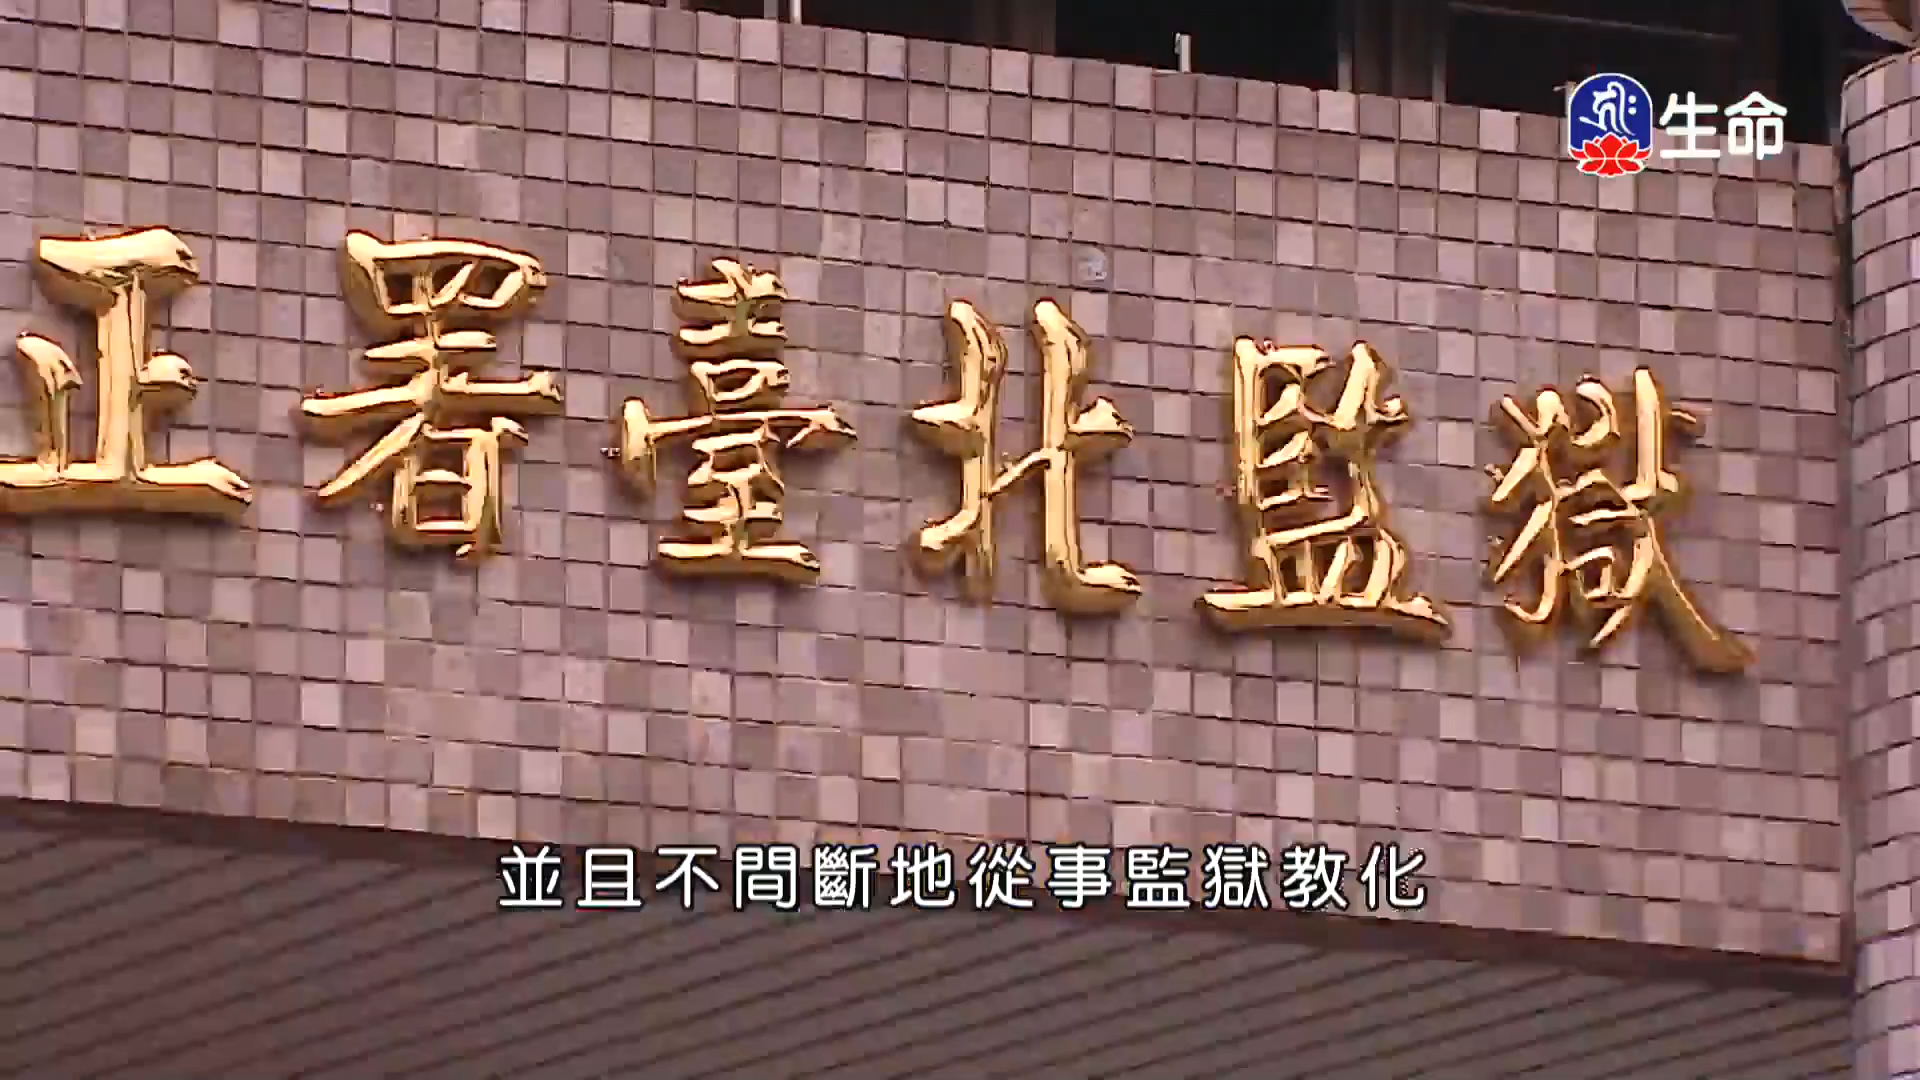 生命
正署臺北監獄
並且不間斷地從事監獄教化